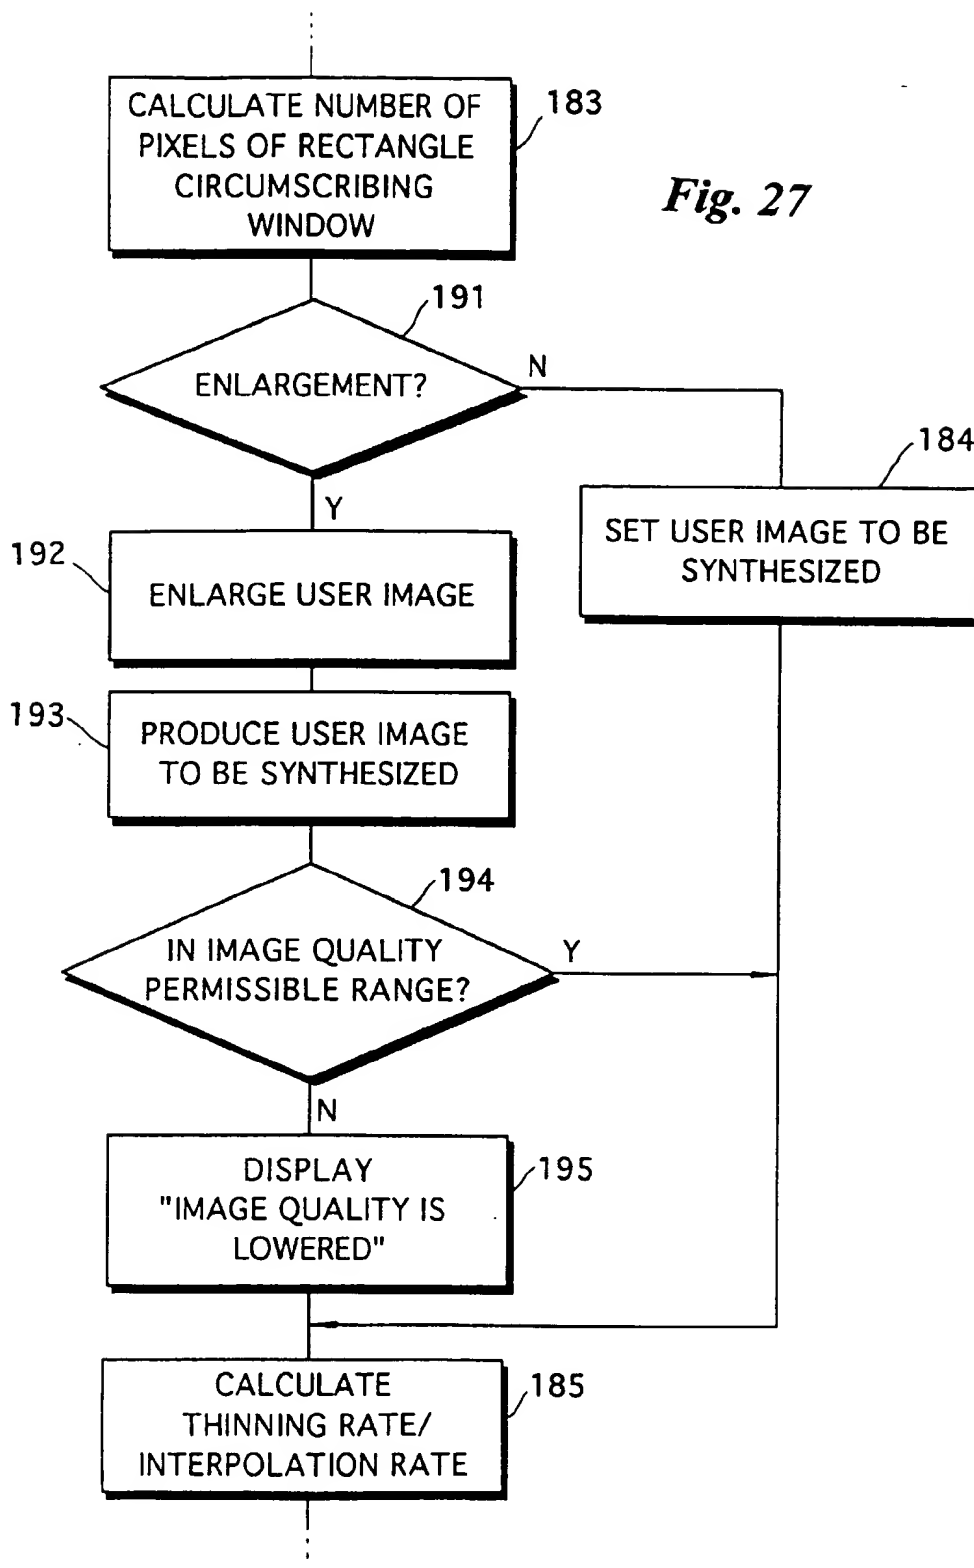 CALCULATE NUMBER OF
PIXELS OF RECTANGLE
CIRCUMSCRIBING
WINDOW
183
Fig. 27
191
ENLARGEMENT?
N
Y
184
SET USER IMAGE TO BE
SYNTHESIZED
192
ENLARGE USER IMAGE
193
PRODUCE USER IMAGE
TO BE SYNTHESIZED
194
IN IMAGE QUALITY
PERMISSIBLE RANGE?
Y
N
DISPLAY
"IMAGE QUALITY IS
LOWERED"
195
CALCULATE
THINNING RATE/
INTERPOLATION RATE
185